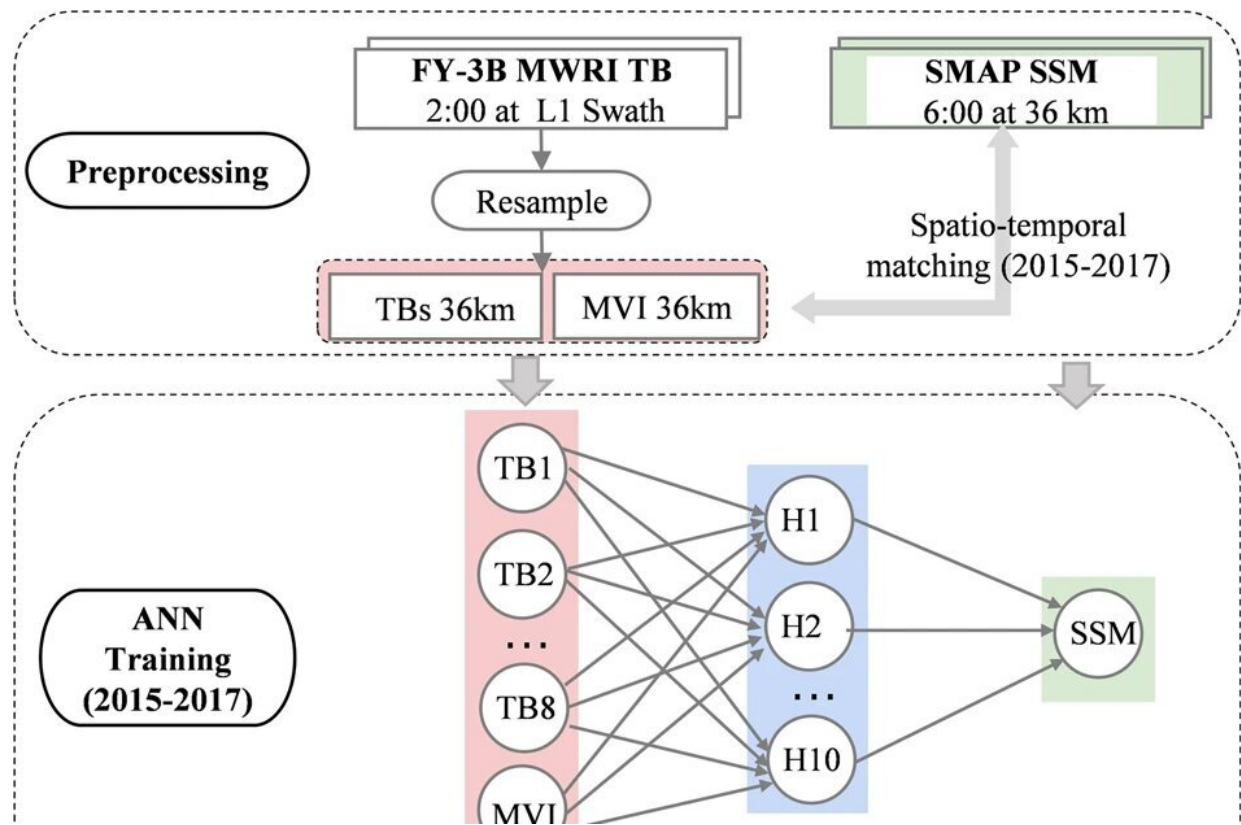 FY-3B MWRI TB
2:00 at L1 Swath
SMAP SSM
6:00 at 36 km
Preprocessing
Resample
Spatio-temporal
matching (2015-2017)
TBs 36km
MVI 36km
TB1
TB2
...
TB8
MVI
H1
H2
...
H10
SSM
ANN
Training
(2015-2017)